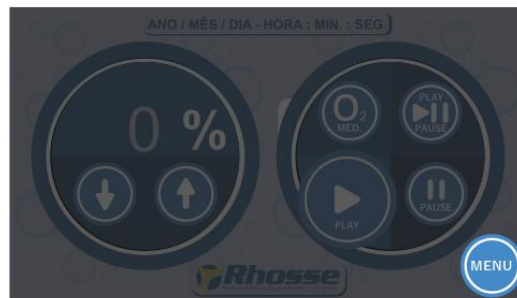 ANO / MÊS / DIA - HORA : MIN. : SEG.
0 %
O2
MED.
PLAY
PAUSE
PLAY
PAUSE
Rhosse
MENU